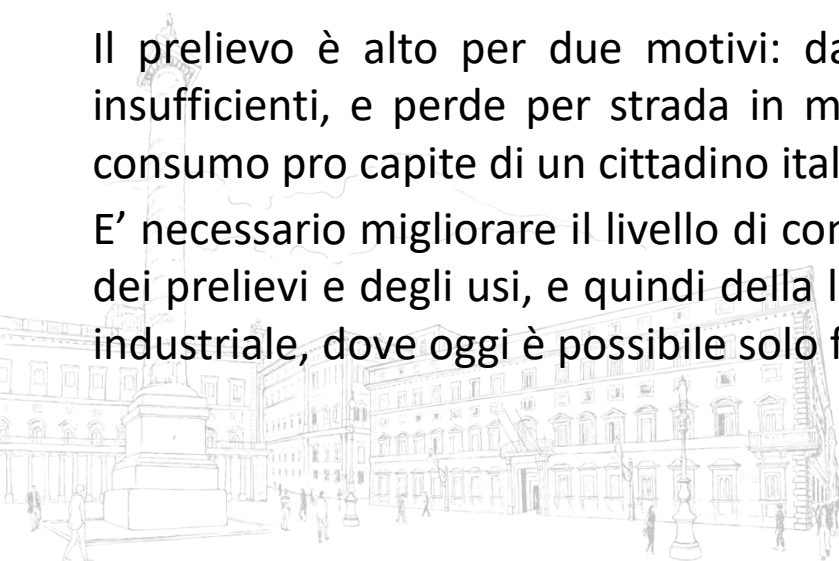 Il prelievo è alto per due motivi: da
insufficienti, e perde per strada in m
consumo pro capite di un cittadino ital
E’ necessario migliorare il livello di con
dei prelievi e degli usi, e quindi della l
industriale, dove oggi è possibile solo f